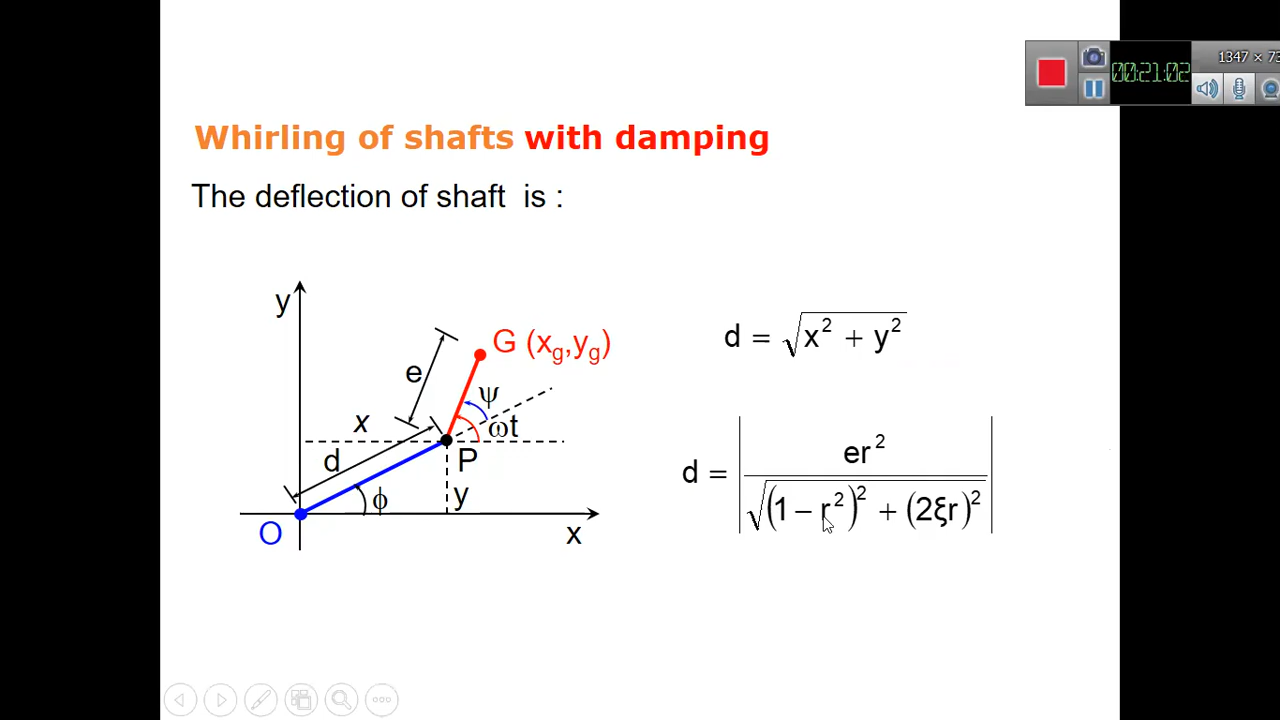 00:21:02
1347 × 73
Whirling of shafts with damping
The deflection of shaft is :
y
G (x_g,y_g)
e
ψ
x
ωt
d
P
ϕ
y
O
x
d = √(x² + y²)
d = | er² / √((1 − r²)² + (2ξr)²) |